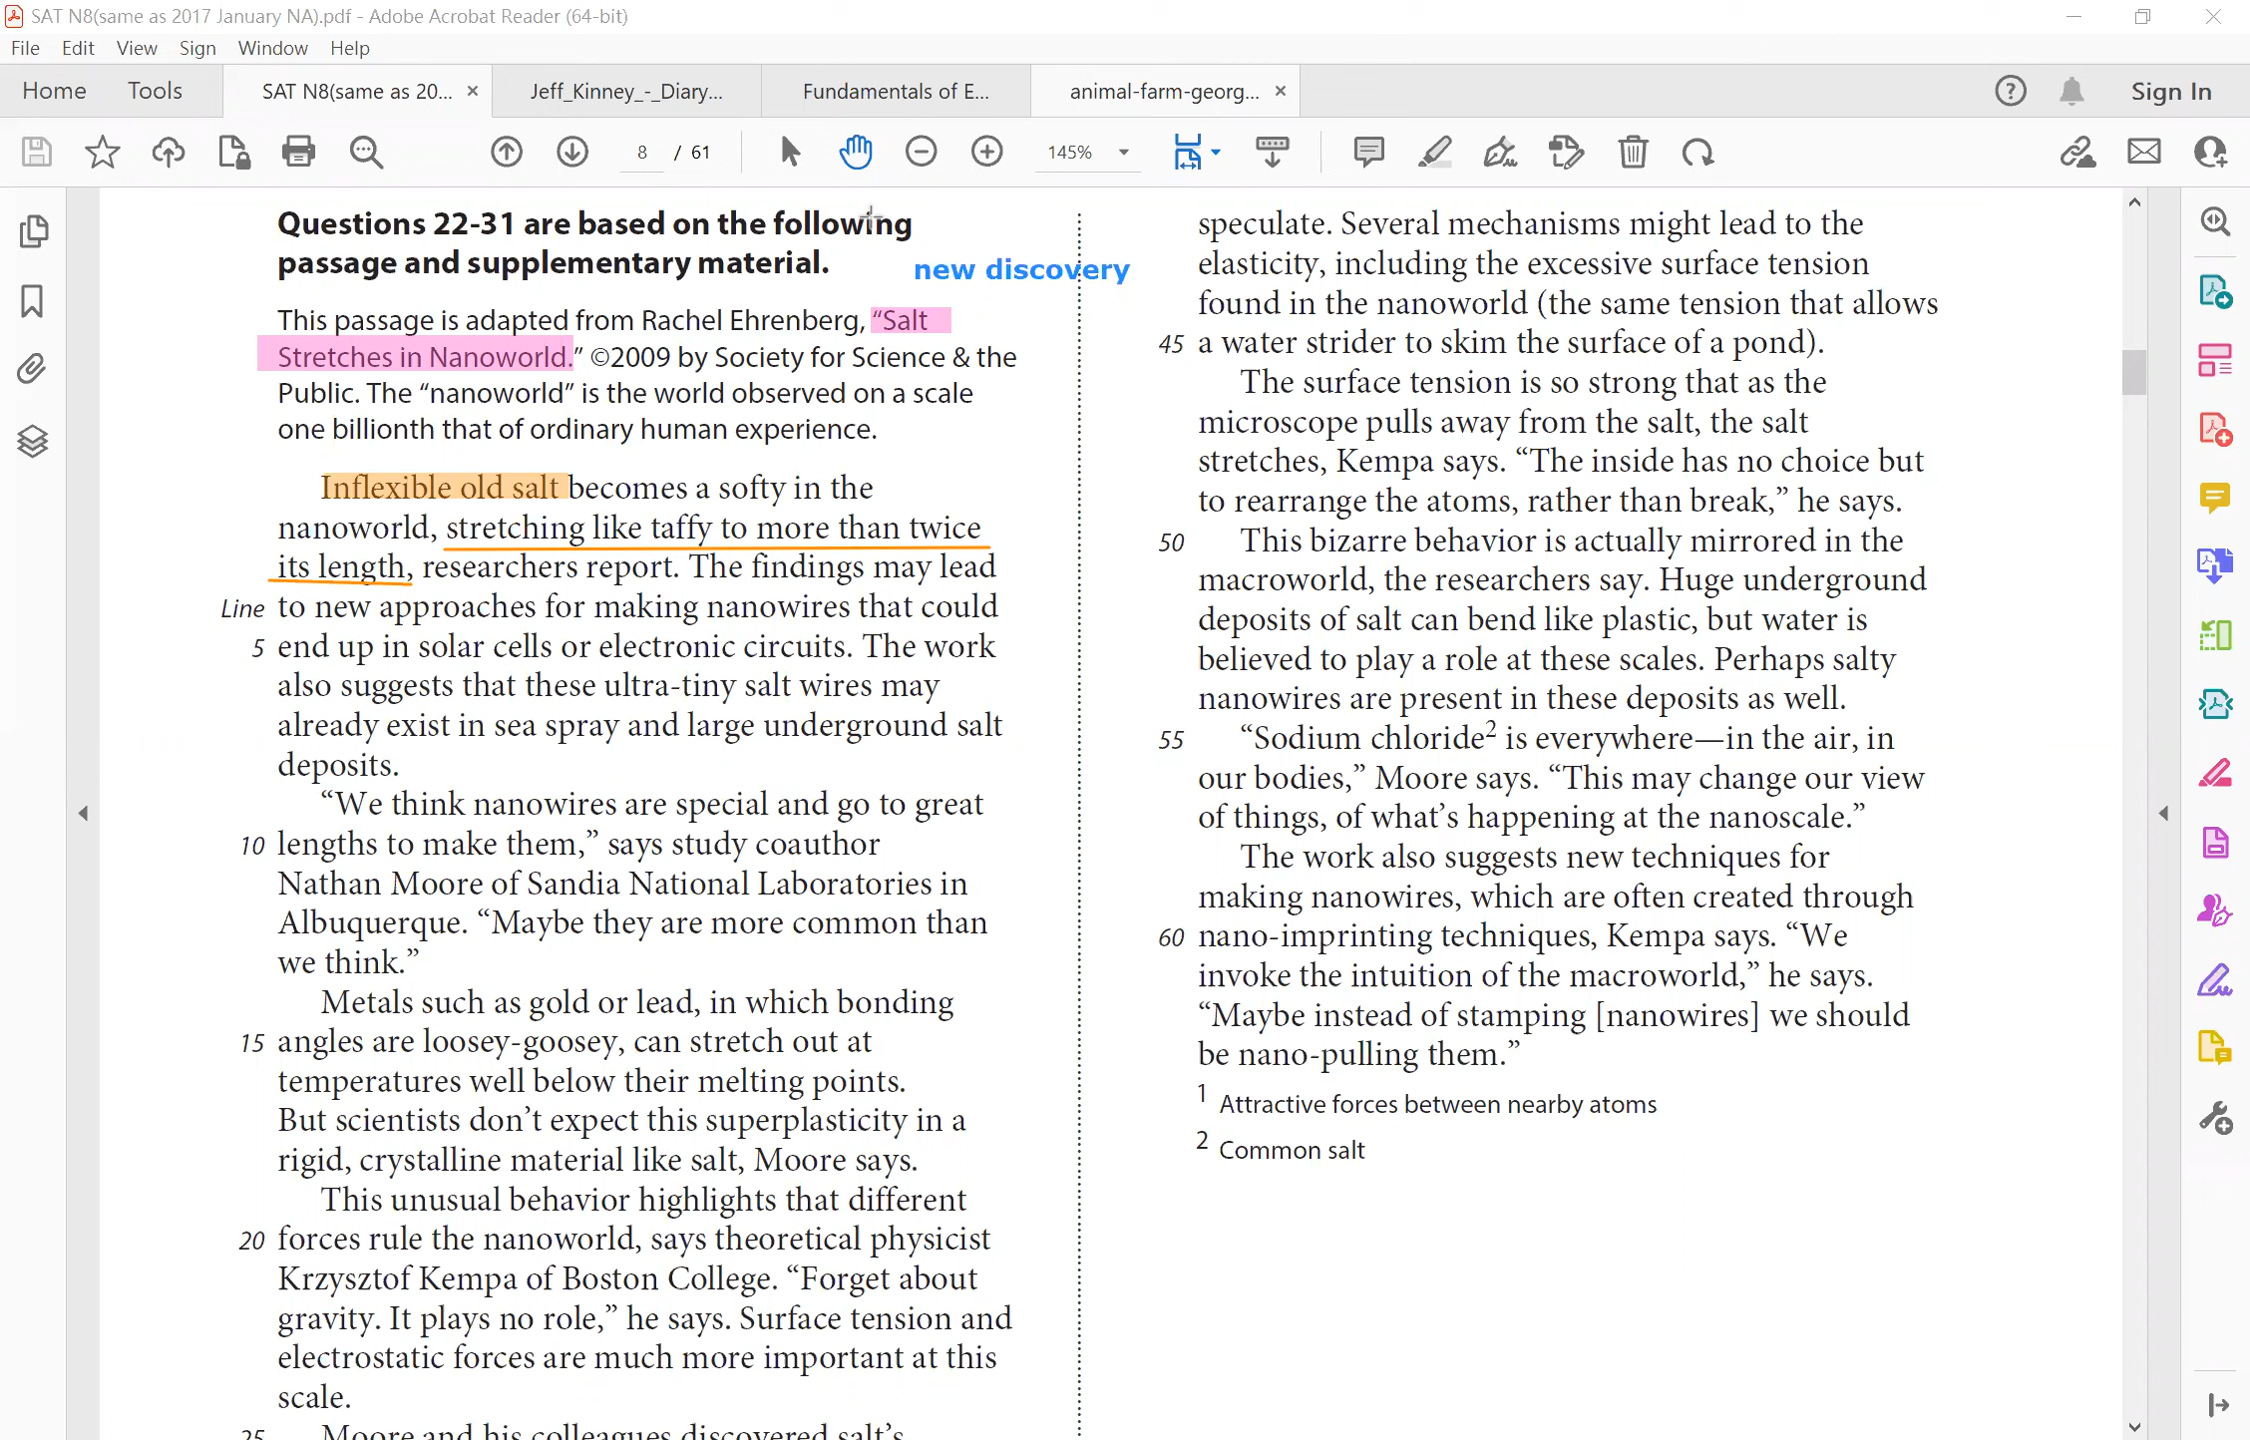 SAT N8(same as 2017 January NA).pdf - Adobe Acrobat Reader (64-bit)
File Edit View Sign Window Help
Home Tools SAT N8(same as 20... × Jeff_Kinney_-_Diary... Fundamentals of E... animal-farm-georg... × Sign In
8 / 61 145%
Questions 22-31 are based on the following
passage and supplementary material.
new discovery
This passage is adapted from Rachel Ehrenberg, “Salt
Stretches in Nanoworld.” ©2009 by Society for Science & the
Public. The “nanoworld” is the world observed on a scale
one billionth that of ordinary human experience.
Inflexible old salt becomes a softy in the
nanoworld, stretching like taffy to more than twice
its length, researchers report. The findings may lead
Line to new approaches for making nanowires that could
5 end up in solar cells or electronic circuits. The work
also suggests that these ultra-tiny salt wires may
already exist in sea spray and large underground salt
deposits.
“We think nanowires are special and go to great
10 lengths to make them,” says study coauthor
Nathan Moore of Sandia National Laboratories in
Albuquerque. “Maybe they are more common than
we think.”
Metals such as gold or lead, in which bonding
15 angles are loosey-goosey, can stretch out at
temperatures well below their melting points.
But scientists don’t expect this superplasticity in a
rigid, crystalline material like salt, Moore says.
This unusual behavior highlights that different
20 forces rule the nanoworld, says theoretical physicist
Krzysztof Kempa of Boston College. “Forget about
gravity. It plays no role,” he says. Surface tension and
electrostatic forces are much more important at this
scale.
25 Moore and his colleagues discovered salt’s
speculate. Several mechanisms might lead to the
elasticity, including the excessive surface tension
found in the nanoworld (the same tension that allows
45 a water strider to skim the surface of a pond).
The surface tension is so strong that as the
microscope pulls away from the salt, the salt
stretches, Kempa says. “The inside has no choice but
to rearrange the atoms, rather than break,” he says.
50 This bizarre behavior is actually mirrored in the
macroworld, the researchers say. Huge underground
deposits of salt can bend like plastic, but water is
believed to play a role at these scales. Perhaps salty
nanowires are present in these deposits as well.
55 “Sodium chloride2 is everywhere—in the air, in
our bodies,” Moore says. “This may change our view
of things, of what’s happening at the nanoscale.”
The work also suggests new techniques for
making nanowires, which are often created through
60 nano-imprinting techniques, Kempa says. “We
invoke the intuition of the macroworld,” he says.
“Maybe instead of stamping [nanowires] we should
be nano-pulling them.”
1 Attractive forces between nearby atoms
2 Common salt